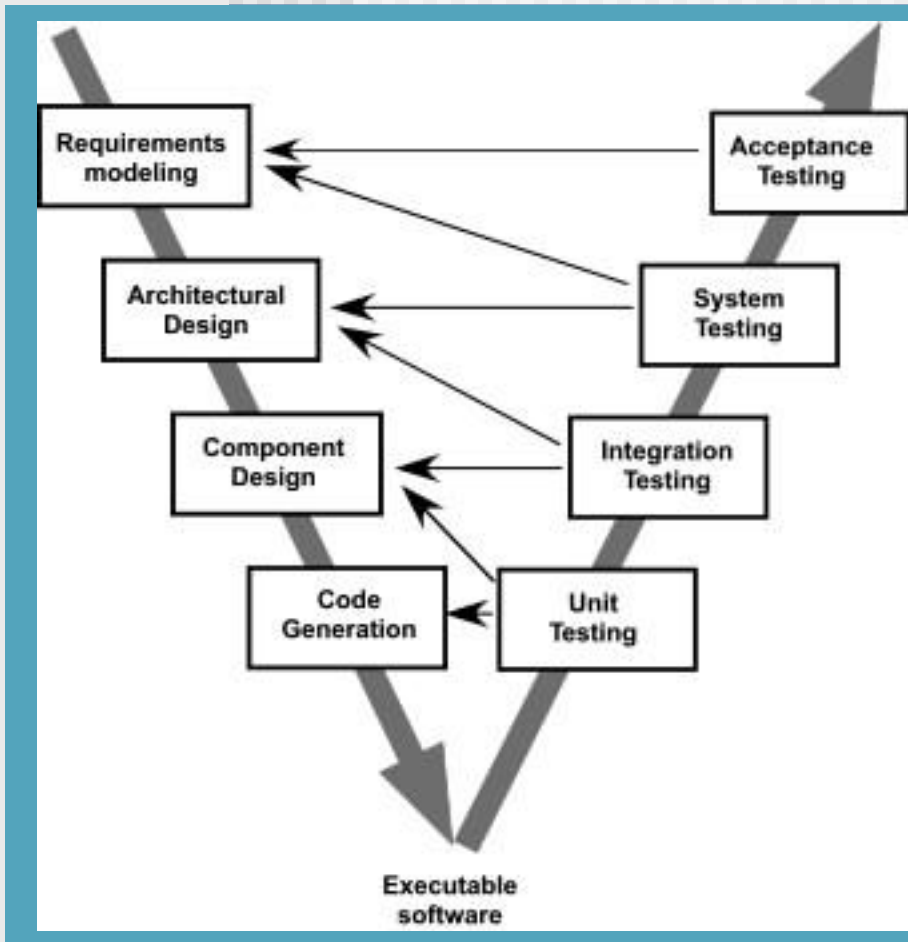 Requirements
modeling
Acceptance
Testing
Architectural
Design
System
Testing
Component
Design
Integration
Testing
Code
Generation
Unit
Testing
Executable
software